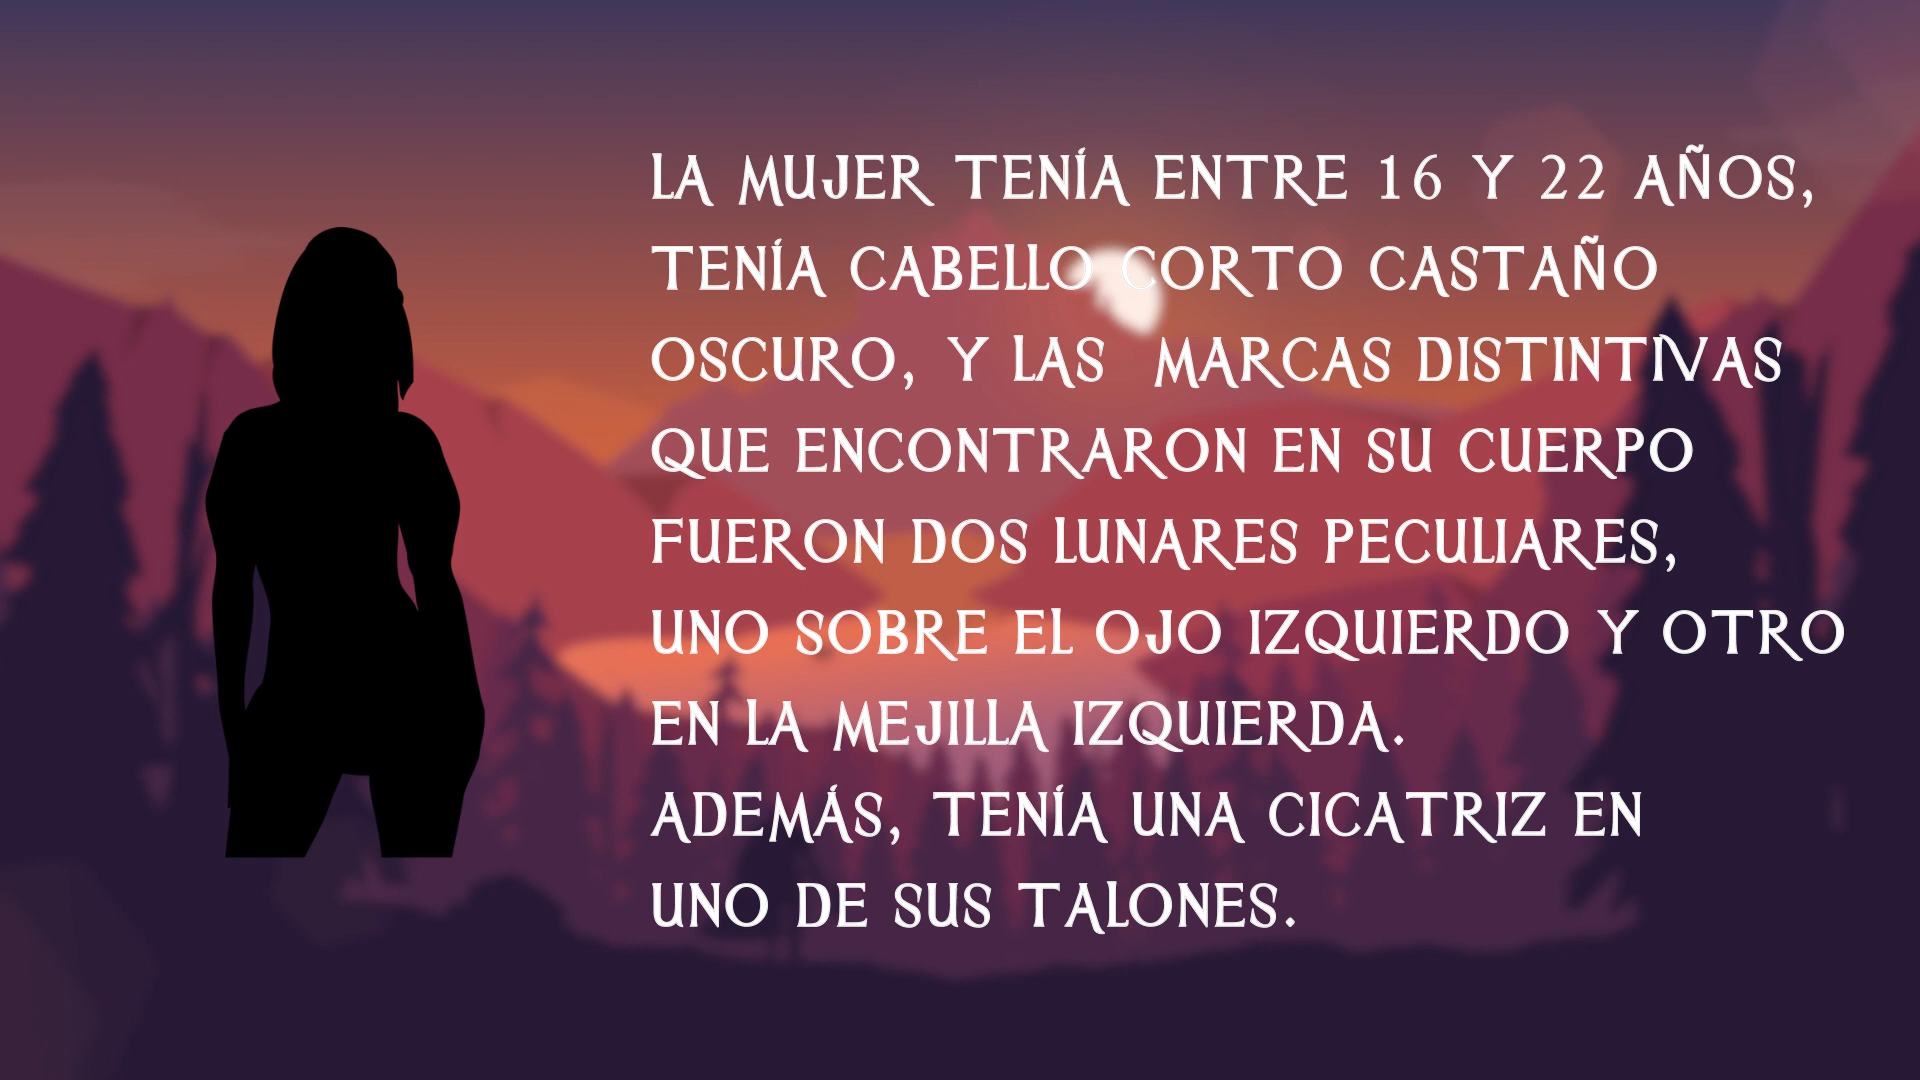 LA MUJER TENÍA ENTRE 16 Y 22 AÑOS,
TENÍA CABELLO CORTO CASTAÑO
OSCURO, Y LAS  MARCAS DISTINTIVAS
QUE ENCONTRARON EN SU CUERPO
FUERON DOS LUNARES PECULIARES,
UNO SOBRE EL OJO IZQUIERDO Y OTRO
EN LA MEJILLA IZQUIERDA.
ADEMÁS, TENÍA UNA CICATRIZ EN
UNO DE SUS TALONES.